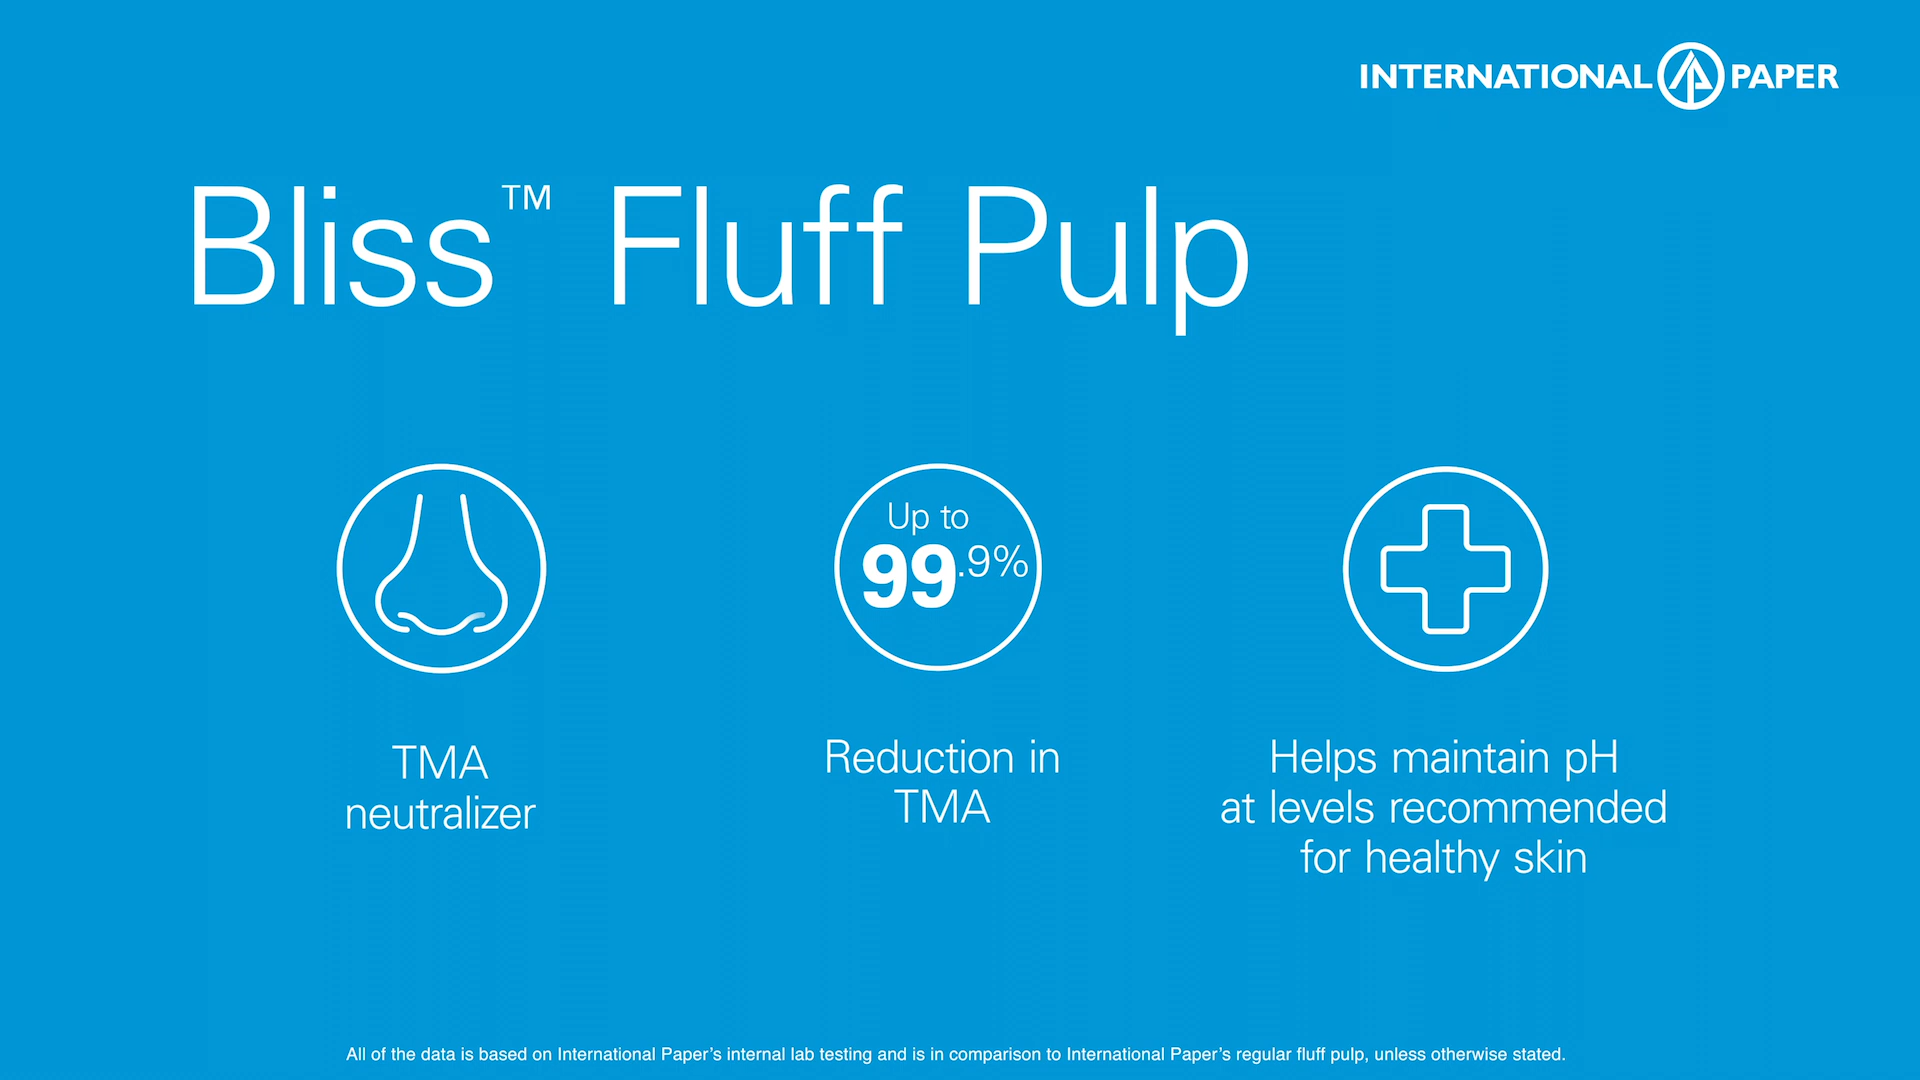 INTERNATIONAL PAPER
Bliss™ Fluff Pulp
Up to
99.9%
TMA
neutralizer
Reduction in
TMA
Helps maintain pH
at levels recommended
for healthy skin
All of the data is based on International Paper's internal lab testing and is in comparison to International Paper's regular fluff pulp, unless otherwise stated.